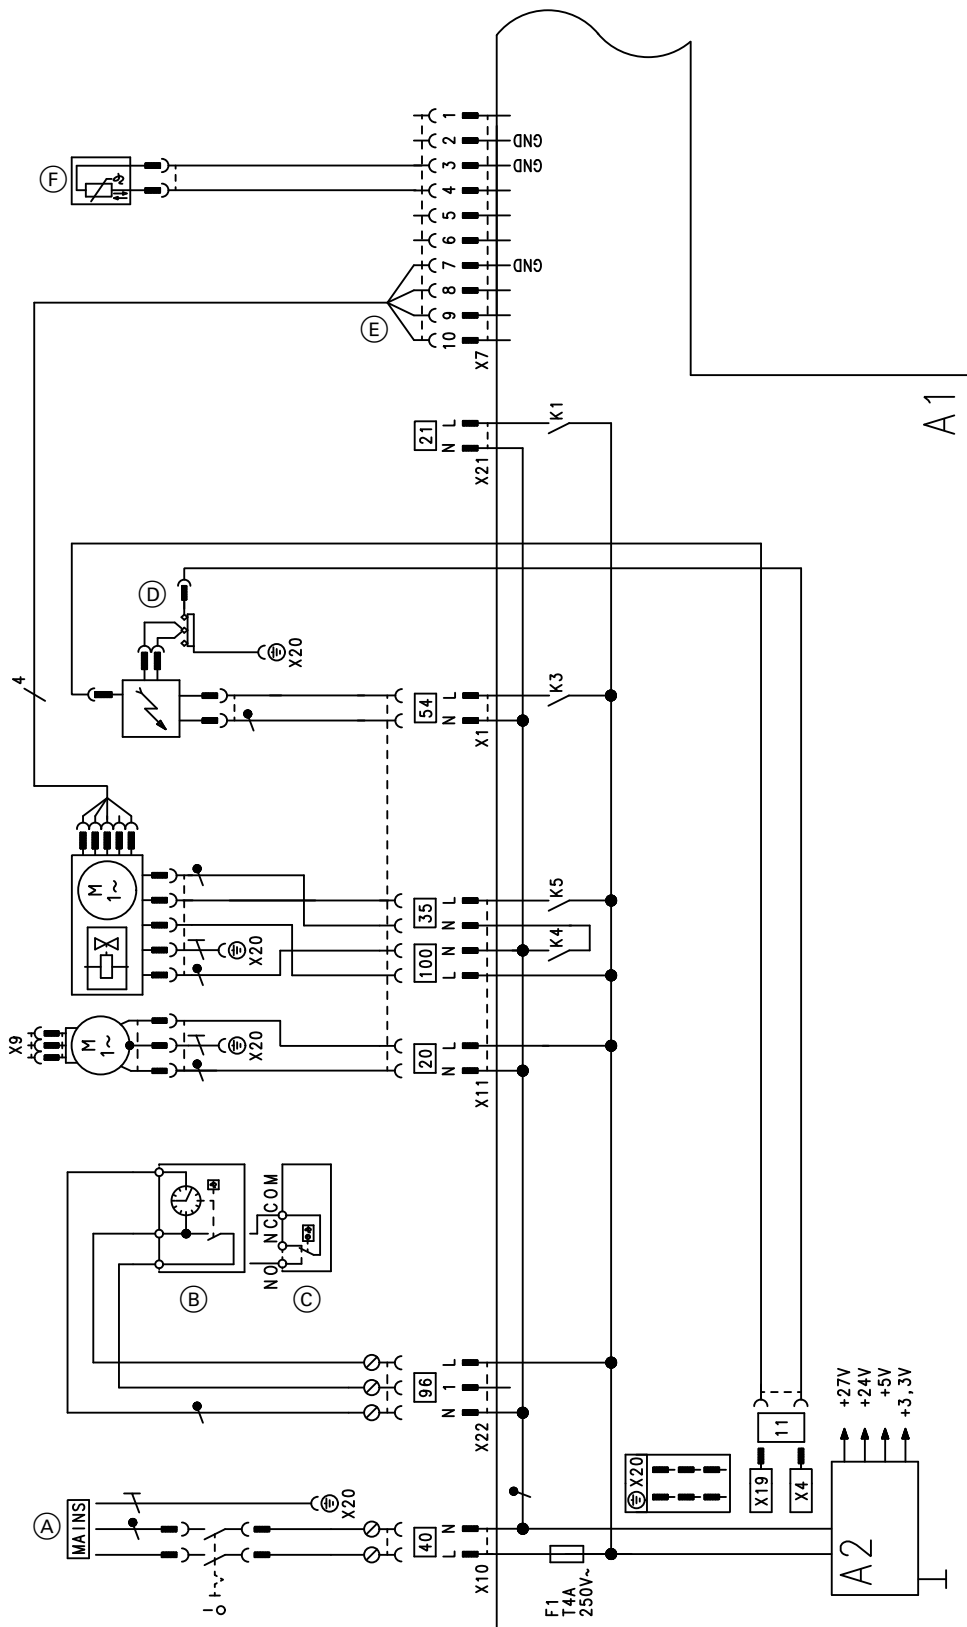 F
1
2
3
4
5
6
7
8
9
10
GND
GND
GND
E
X7
21
N L
X21
K1
A1
D
X20
4
54
N L
X1
K3
M
1~
X20
35
N L
100
L N
K5
K4
X9
M
1~
X20
20
N L
X11
B
NO NC COM
C
96
N 1 L
X22
A
MAINS
X20
I
O
40
L N
X10
F1
T4A
250V~
X20
X19
X4
11
+27V
+24V
+5V
+3,3V
A2